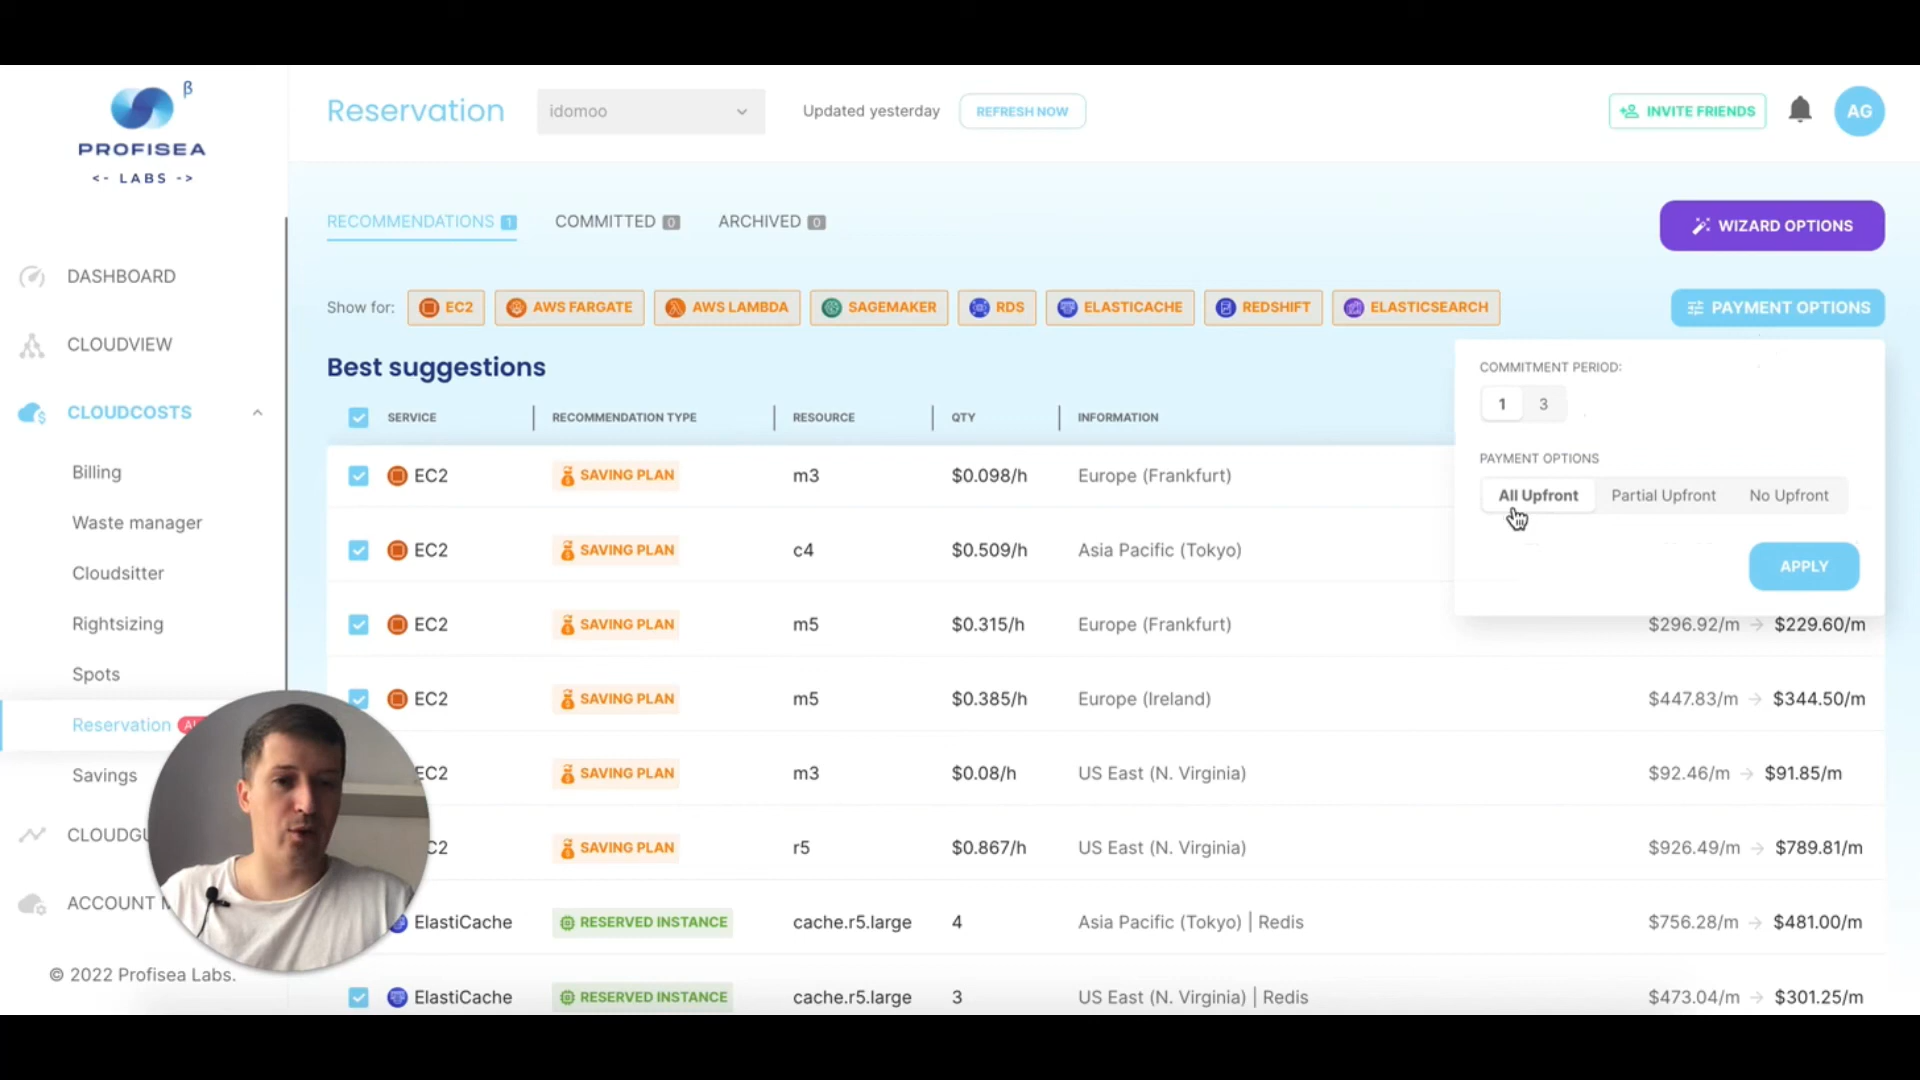 β
PROFISEA
<- LABS ->
Reservation
idomoo
Updated yesterday
REFRESH NOW
INVITE FRIENDS
AG
DASHBOARD
CLOUDVIEW
CLOUDCOSTS
Billing
Waste manager
Cloudsitter
Rightsizing
Spots
Reservation
Savings
CLOUDGU
ACCOUNT
© 2022 Profisea Labs.
RECOMMENDATIONS 1
COMMITTED 0
ARCHIVED 0
WIZARD OPTIONS
Show for: EC2 AWS FARGATE AWS LAMBDA SAGEMAKER RDS ELASTICACHE REDSHIFT ELASTICSEARCH
PAYMENT OPTIONS
COMMITMENT PERIOD:
1 3
PAYMENT OPTIONS
All Upfront Partial Upfront No Upfront
APPLY
Best suggestions
SERVICE RECOMMENDATION TYPE RESOURCE QTY INFORMATION
EC2 SAVING PLAN m3 $0.098/h Europe (Frankfurt)
EC2 SAVING PLAN c4 $0.509/h Asia Pacific (Tokyo)
EC2 SAVING PLAN m5 $0.315/h Europe (Frankfurt) $296.92/m → $229.60/m
EC2 SAVING PLAN m5 $0.385/h Europe (Ireland) $447.83/m → $344.50/m
EC2 SAVING PLAN m3 $0.08/h US East (N. Virginia) $92.46/m → $91.85/m
C2 SAVING PLAN r5 $0.867/h US East (N. Virginia) $926.49/m → $789.81/m
ElastiCache RESERVED INSTANCE cache.r5.large 4 Asia Pacific (Tokyo) | Redis $756.28/m → $481.00/m
ElastiCache RESERVED INSTANCE cache.r5.large 3 US East (N. Virginia) | Redis $473.04/m → $301.25/m